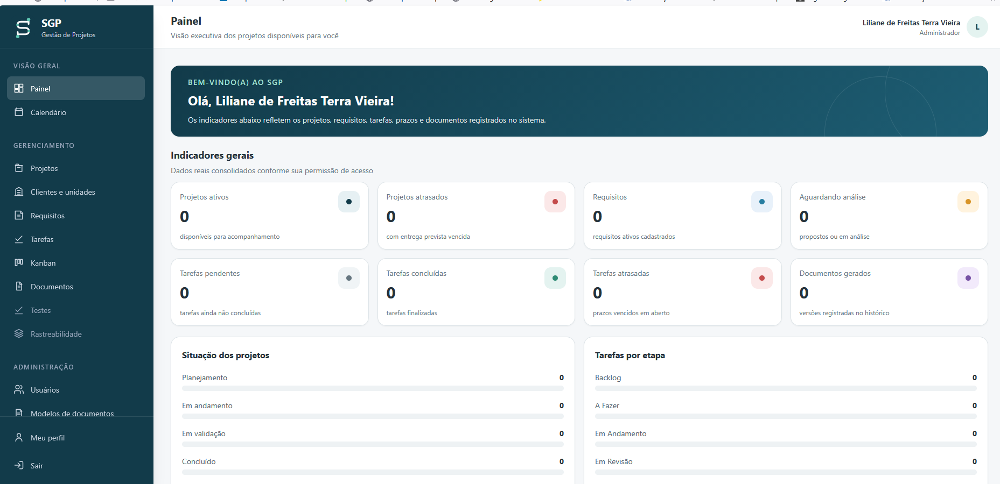 SGP
Gestão de Projetos
VISÃO GERAL
Painel
Calendário
GERENCIAMENTO
Projetos
Clientes e unidades
Requisitos
Tarefas
Kanban
Documentos
Testes
Rastreabilidade
ADMINISTRAÇÃO
Usuários
Modelos de documentos
Meu perfil
Sair
Painel
Visão executiva dos projetos disponíveis para você
Liliane de Freitas Terra Vieira
Administrador
L
BEM-VINDO(A) AO SGP
Olá, Liliane de Freitas Terra Vieira!
Os indicadores abaixo refletem os projetos, requisitos, tarefas, prazos e documentos registrados no sistema.
Indicadores gerais
Dados reais consolidados conforme sua permissão de acesso
Projetos ativos
0
disponíveis para acompanhamento
Projetos atrasados
0
com entrega prevista vencida
Requisitos
0
requisitos ativos cadastrados
Aguardando análise
0
propostos ou em análise
Tarefas pendentes
0
tarefas ainda não concluídas
Tarefas concluídas
0
tarefas finalizadas
Tarefas atrasadas
0
prazos vencidos em aberto
Documentos gerados
0
versões registradas no histórico
Situação dos projetos
Planejamento 0
Em andamento 0
Em validação 0
Concluído 0
Tarefas por etapa
Backlog 0
A Fazer 0
Em Andamento 0
Em Revisão 0